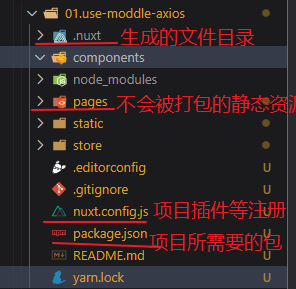 01.use-moddle-axios
.nuxt 生成的文件目录
components
node_modules
pages 不会被打包的静态资源
static
store
.editorconfig U
.gitignore U
nuxt.config.js 项目插件等注册 U
package.json 项目所需要的包 U
README.md U
yarn.lock U